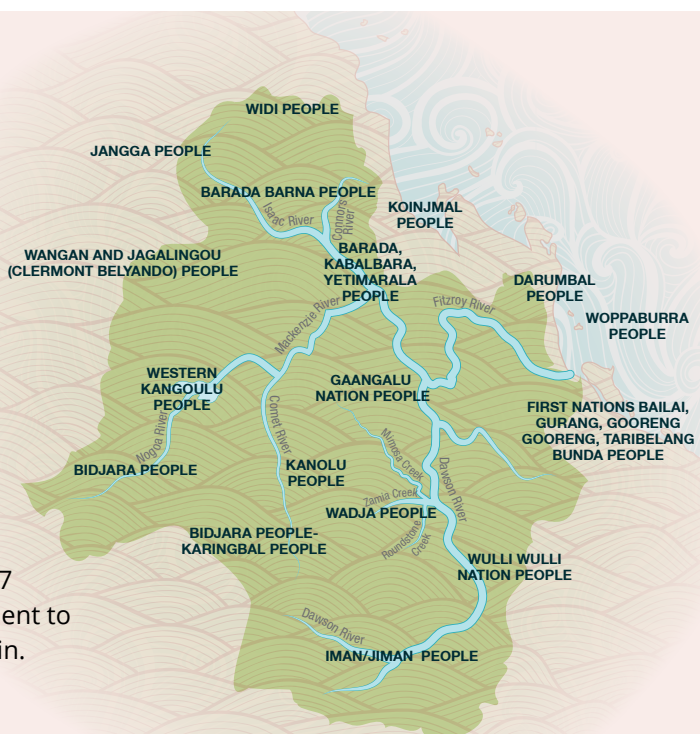 WIDI PEOPLE
JANGGA PEOPLE
BARADA BARNA PEOPLE
Isaac River
Connors
River
KOINJMAL
PEOPLE
WANGAN AND JAGALINGOU
(CLERMONT BELYANDO) PEOPLE
BARADA,
KABALBARA,
YETIMARALA
PEOPLE
DARUMBAL
PEOPLE
Fitzroy River
WOPPABURRA
PEOPLE
Mackenzie River
WESTERN
KANGOULU
PEOPLE
GAANGALU
NATION PEOPLE
FIRST NATIONS BAILAI,
GURANG, GOORENG
GOORENG, TARIBELANG
BUNDA PEOPLE
Nogoa River
Comet River
Mimosa Creek
BIDJARA PEOPLE
KANOLU
PEOPLE
Dawson River
Zamia Creek
WADJA PEOPLE
Roundstone
Creek
BIDJARA PEOPLE-
KARINGBAL PEOPLE
WULLI WULLI
NATION PEOPLE
7
ent to
in.
Dawson River
IMAN/JIMAN PEOPLE